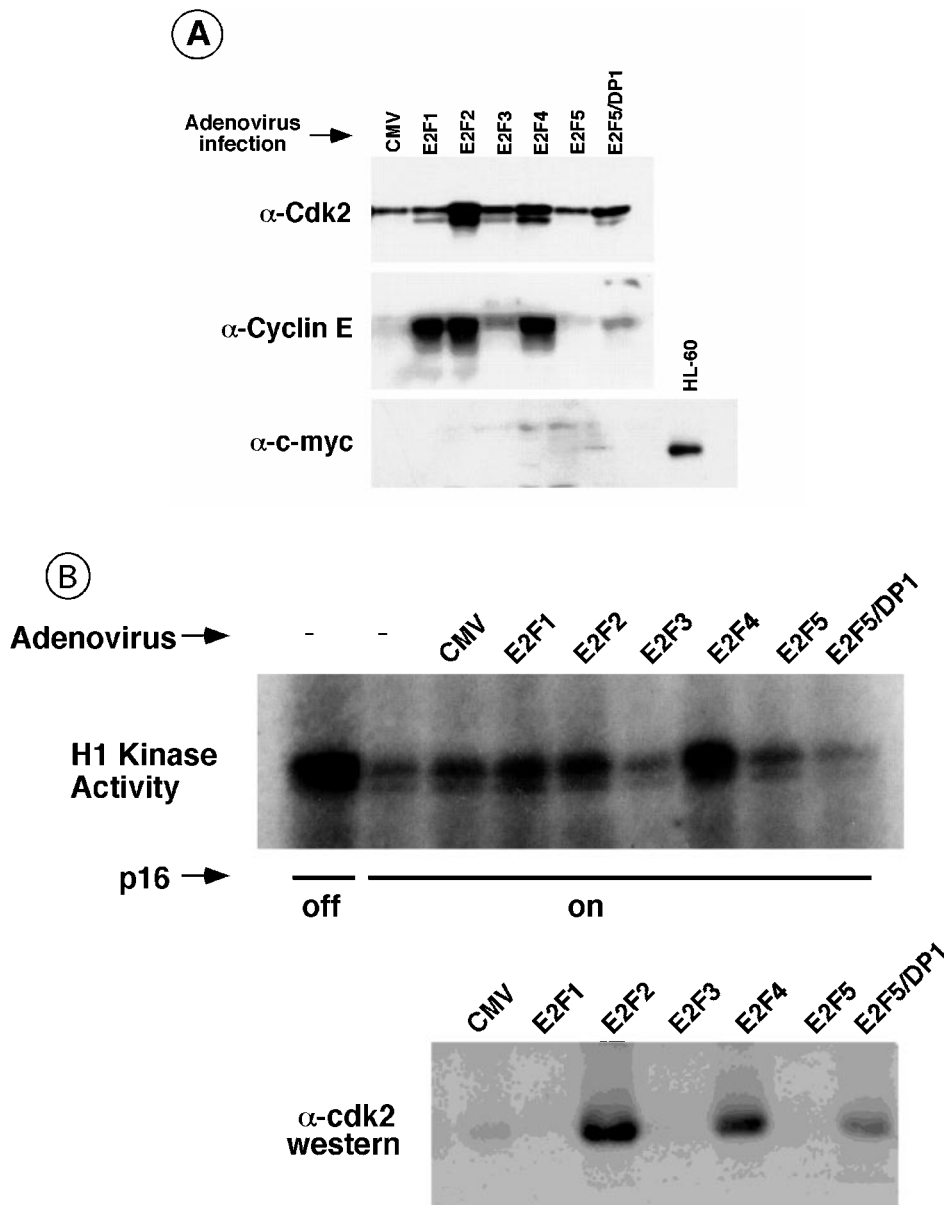 A
Adenovirus
infection
CMV E2F1 E2F2 E2F3 E2F4 E2F5 E2F5/DP1
α-Cdk2
α-Cyclin E
HL-60
α-c-myc
B
Adenovirus
- - CMV E2F1 E2F2 E2F3 E2F4 E2F5 E2F5/DP1
H1 Kinase
Activity
p16
off on
CMV E2F1 E2F2 E2F3 E2F4 E2F5 E2F5/DP1
α-cdk2
western